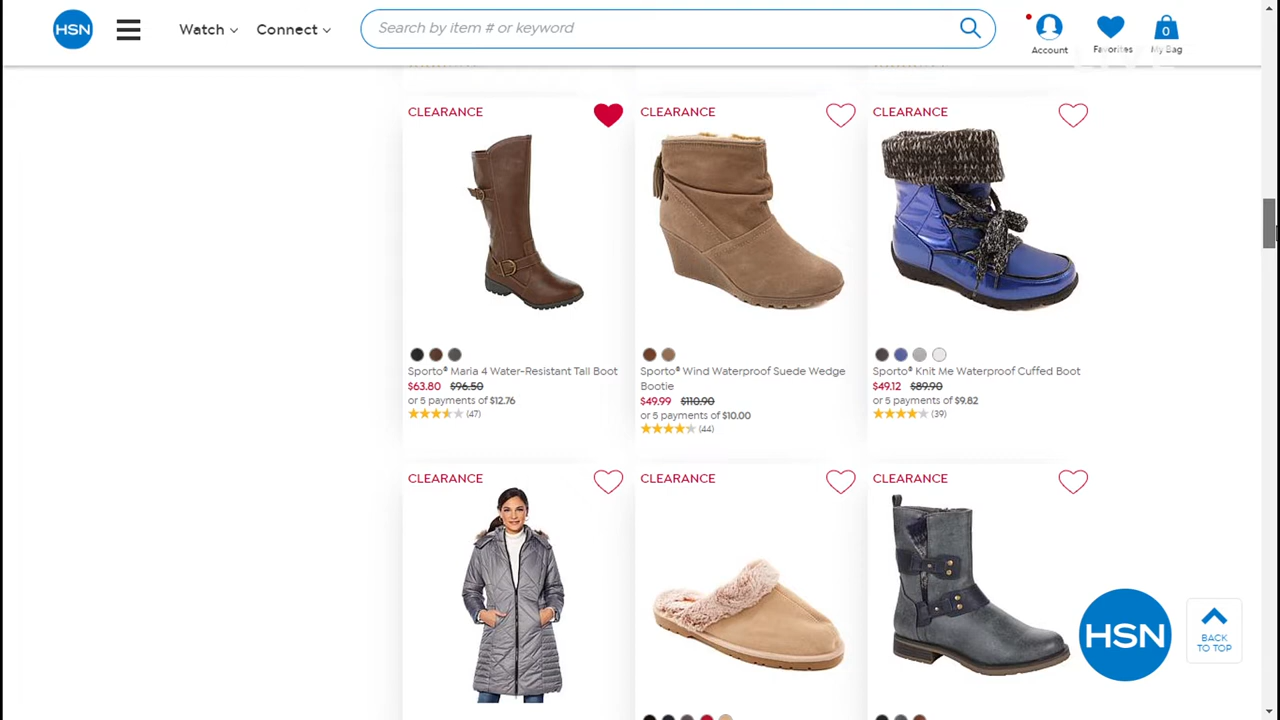 HSN
Watch
Connect
Search by item # or keyword
Account
Favorites
0
My Bag
LIVE
CLEARANCE
CLEARANCE
CLEARANCE
Sporto® Maria 4 Water-Resistant Tall Boot
$63.80 $96.50
or 5 payments of $12.76
(47)
Sporto® Wind Waterproof Suede Wedge
Bootie
$49.99 $110.90
or 5 payments of $10.00
(44)
Sporto® Knit Me Waterproof Cuffed Boot
$49.12 $89.90
or 5 payments of $9.82
(39)
CLEARANCE
CLEARANCE
CLEARANCE
HSN
BACK
TO TOP